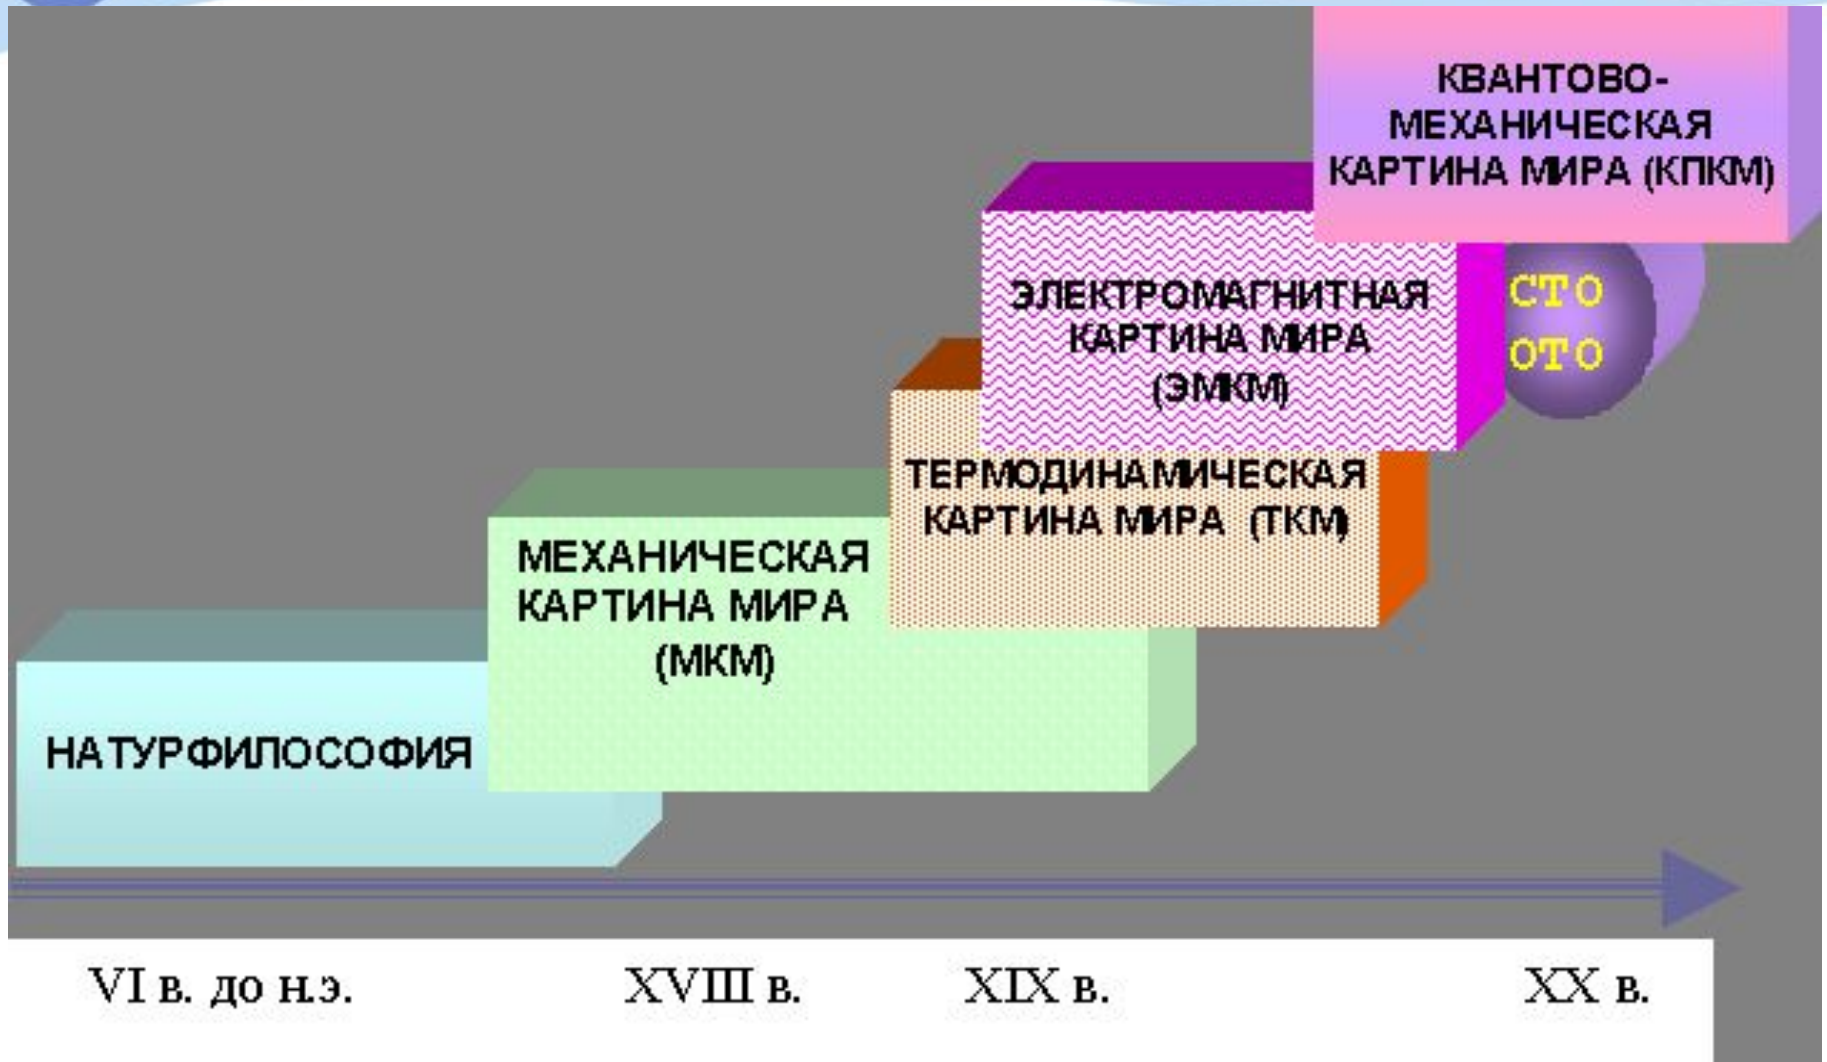 КВАНТОВО-
МЕХАНИЧЕСКАЯ
КАРТИНА МИРА (КПКМ)
ЭЛЕКТРОМАГНИТНАЯ
КАРТИНА МИРА
(ЭМКМ)
СТО
ОТО
ТЕРМОДИНАМИЧЕСКАЯ
КАРТИНА МИРА (ТКМ)
МЕХАНИЧЕСКАЯ
КАРТИНА МИРА
(МКМ)
НАТУРФИЛОСОФИЯ
VI в. до н.э. XVIII в. XIX в. XX в.